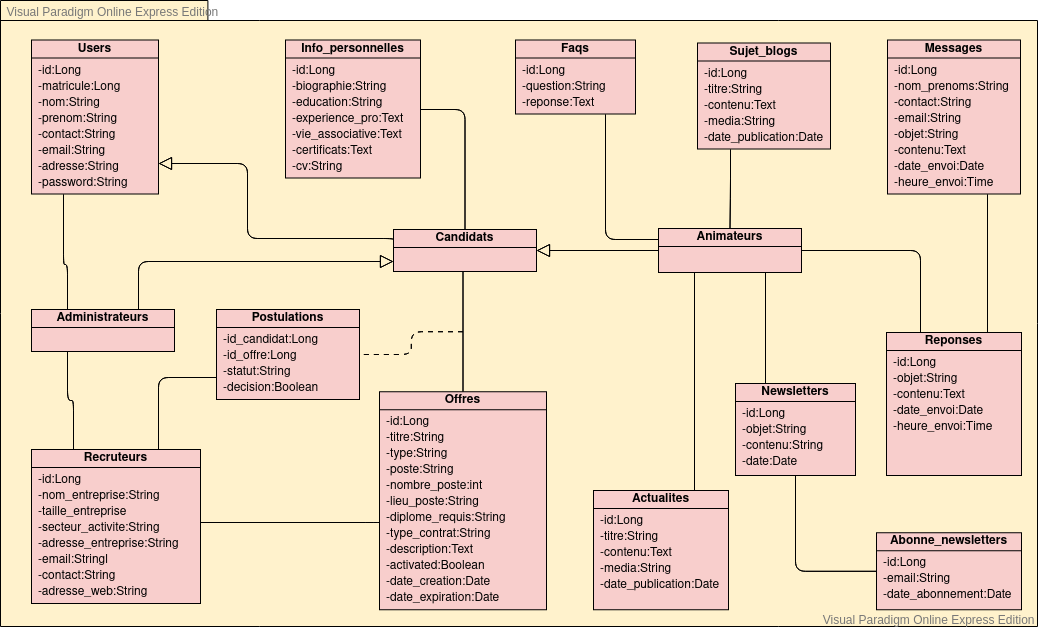 Visual Paradigm Online Express Edition
Users
-id:Long
-matricule:Long
-nom:String
-prenom:String
-contact:String
-email:String
-adresse:String
-password:String
Info_personnelles
-id:Long
-biographie:String
-education:String
-experience_pro:Text
-vie_associative:Text
-certificats:Text
-cv:String
Faqs
-id:Long
-question:String
-reponse:Text
Sujet_blogs
-id:Long
-titre:String
-contenu:Text
-media:String
-date_publication:Date
Messages
-id:Long
-nom_prenoms:String
-contact:String
-email:String
-objet:String
-contenu:Text
-date_envoi:Date
-heure_envoi:Time
Candidats
Animateurs
Administrateurs
Postulations
-id_candidat:Long
-id_offre:Long
-statut:String
-decision:Boolean
Reponses
-id:Long
-objet:String
-contenu:Text
-date_envoi:Date
-heure_envoi:Time
Newsletters
-id:Long
-objet:String
-contenu:String
-date:Date
Offres
-id:Long
-titre:String
-type:String
-poste:String
-nombre_poste:int
-lieu_poste:String
-diplome_requis:String
-type_contrat:String
-description:Text
-activated:Boolean
-date_creation:Date
-date_expiration:Date
Recruteurs
-id:Long
-nom_entreprise:String
-taille_entreprise
-secteur_activite:String
-adresse_entreprise:String
-email:Stringl
-contact:String
-adresse_web:String
Actualites
-id:Long
-titre:String
-contenu:Text
-media:String
-date_publication:Date
Abonne_newsletters
-id:Long
-email:String
-date_abonnement:Date
Visual Paradigm Online Express Edition